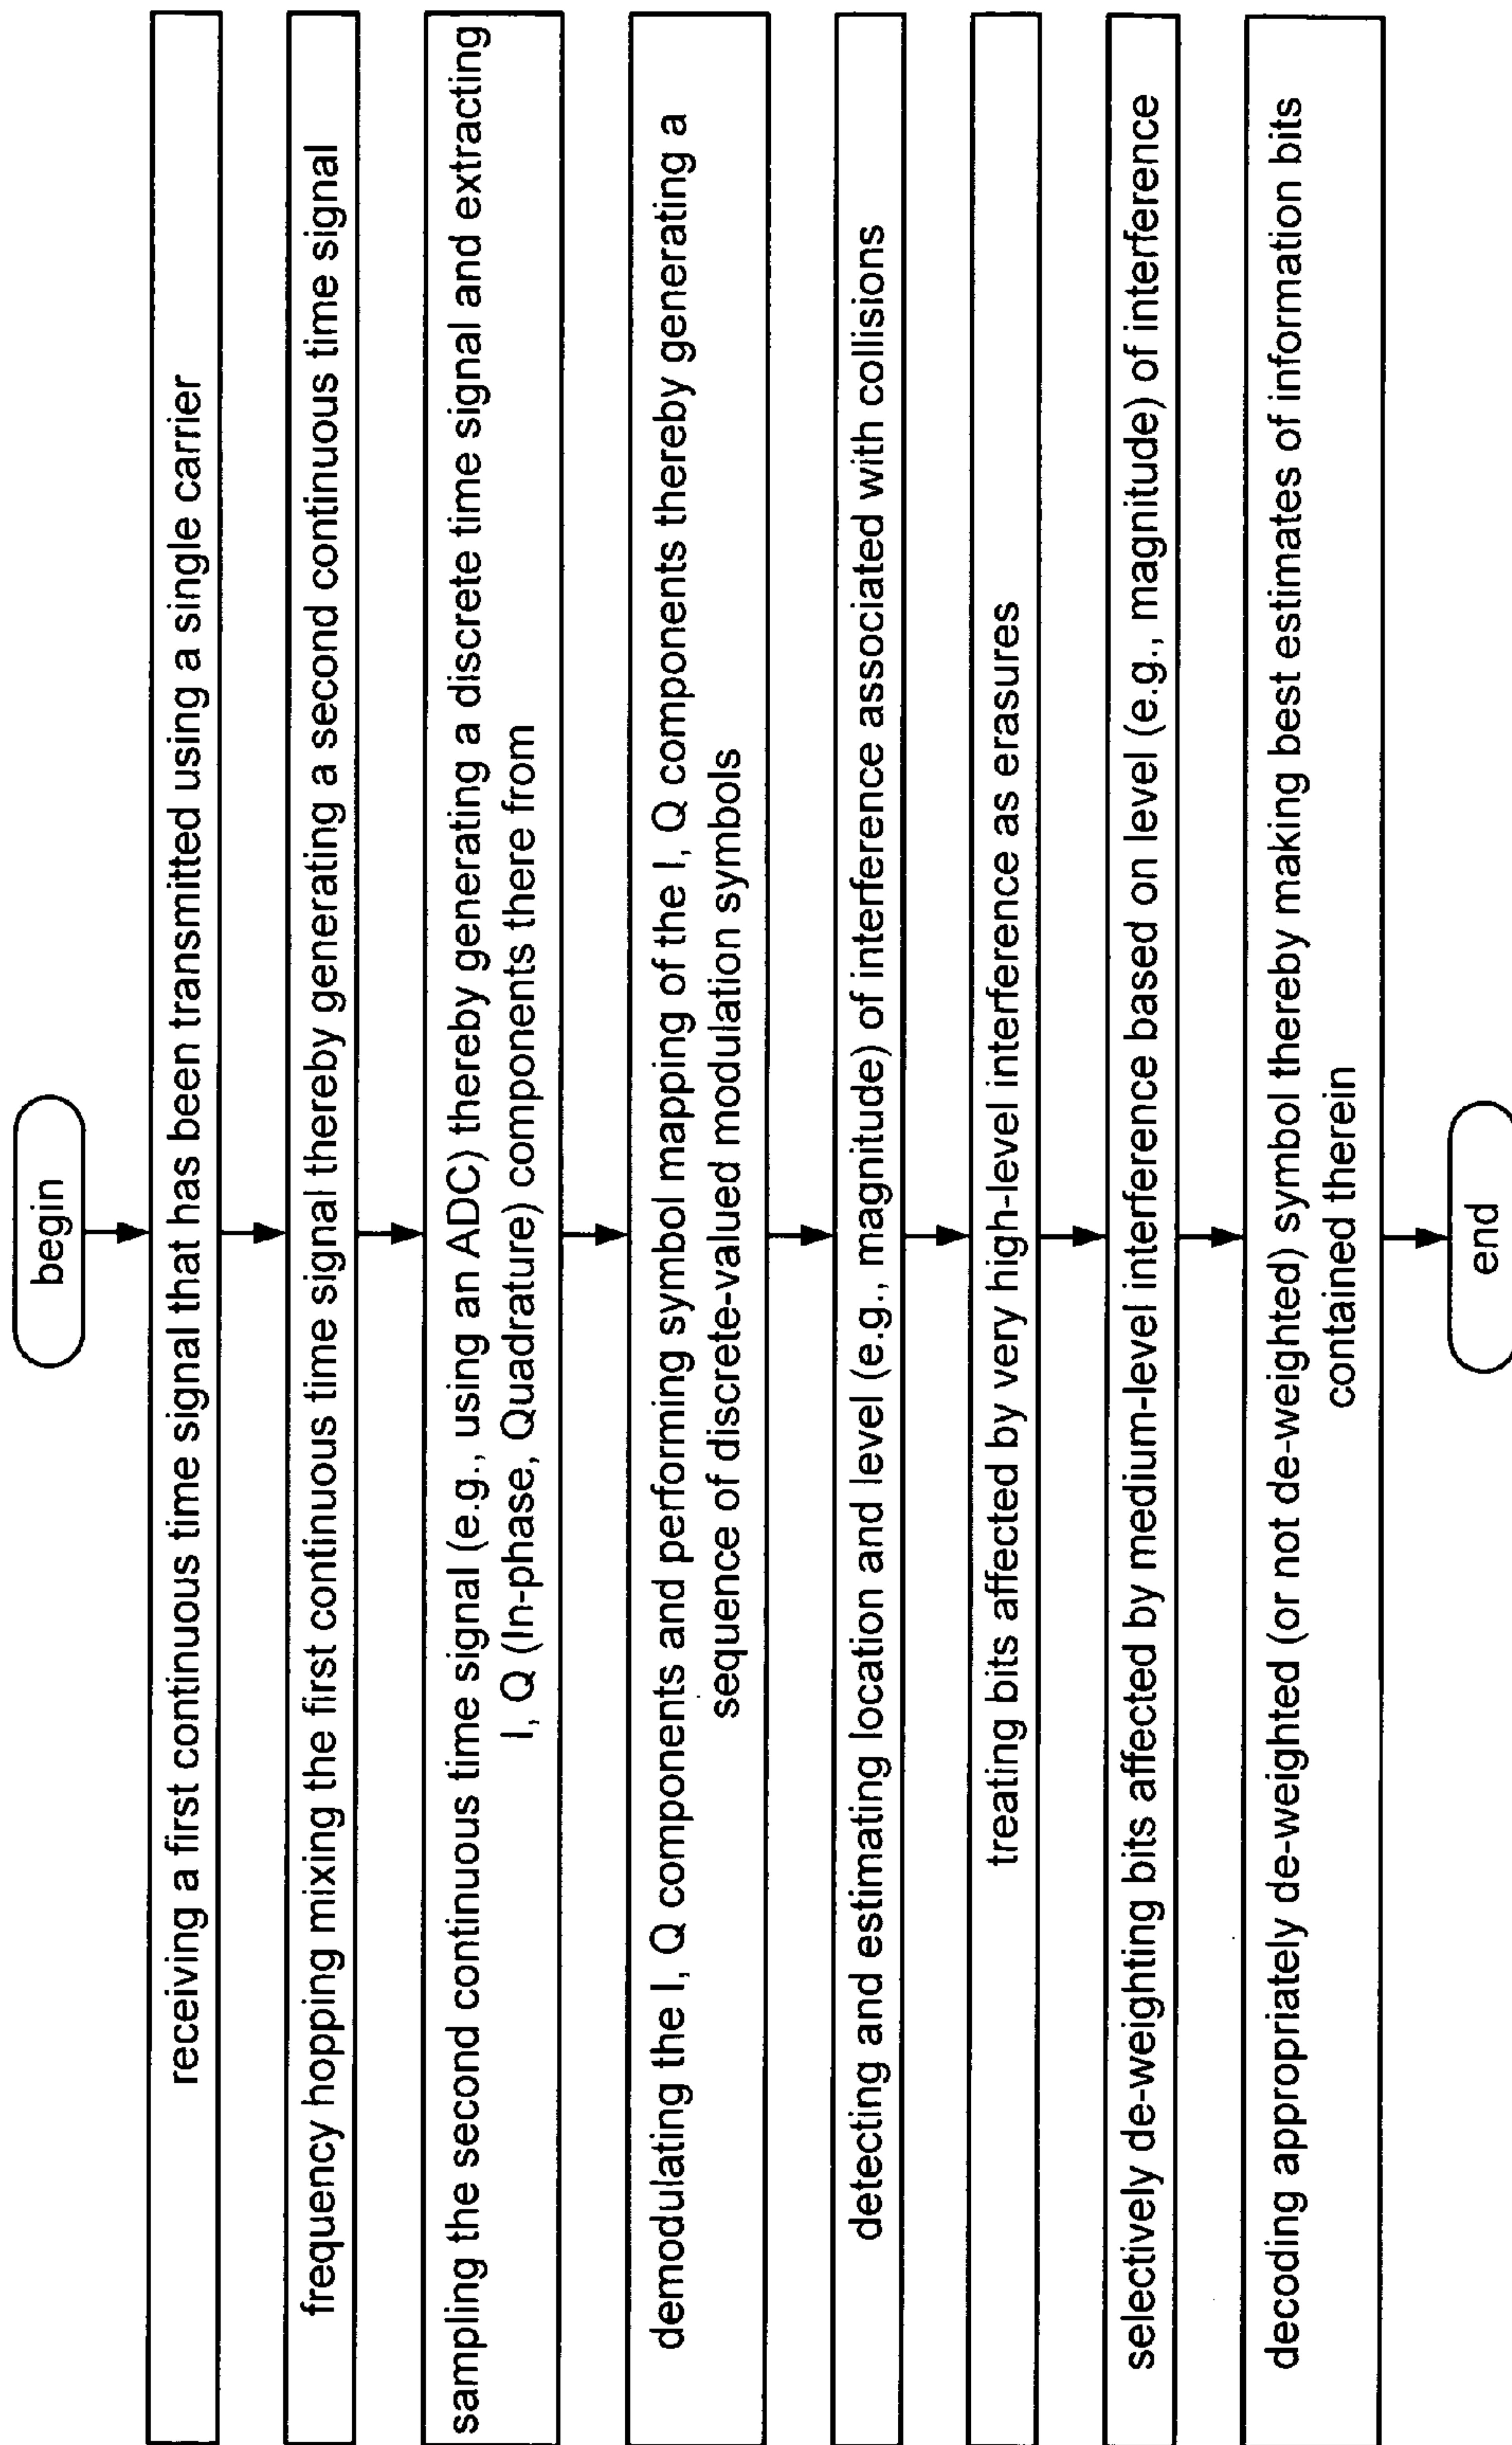 begin
receiving a first continuous time signal that has been transmitted using a single carrier
frequency hopping mixing the first continuous time signal thereby generating a second continuous time signal
sampling the second continuous time signal (e.g., using an ADC) thereby generating a discrete time signal and extracting
I, Q (In-phase, Quadrature) components there from
demodulating the I, Q components and performing symbol mapping of the I, Q components thereby generating a
sequence of discrete-valued modulation symbols
detecting and estimating location and level (e.g., magnitude) of interference associated with collisions
treating bits affected by very high-level interference as erasures
selectively de-weighting bits affected by medium-level interference based on level (e.g., magnitude) of interference
decoding appropriately de-weighted (or not de-weighted) symbol thereby making best estimates of information bits
contained therein
end